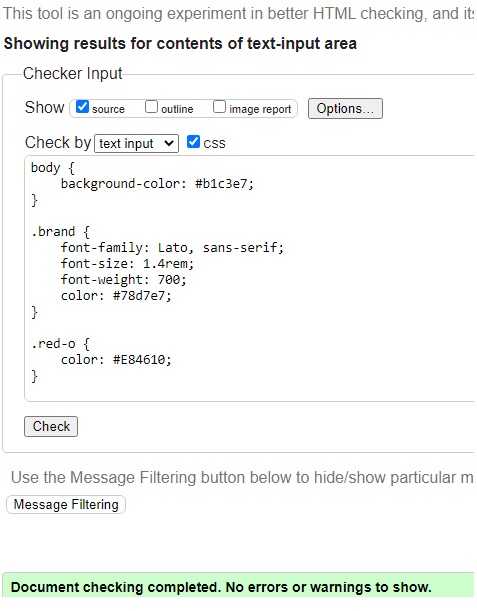 This tool is an ongoing experiment in better HTML checking, and its
Showing results for contents of text-input area
Checker Input
Show source outline image report Options...
Check by text input css
body {
    background-color: #b1c3e7;
}
.brand {
    font-family: Lato, sans-serif;
    font-size: 1.4rem;
    font-weight: 700;
    color: #78d7e7;
}
.red-o {
    color: #E84610;
}
Check
Use the Message Filtering button below to hide/show particular m
Message Filtering
Document checking completed. No errors or warnings to show.